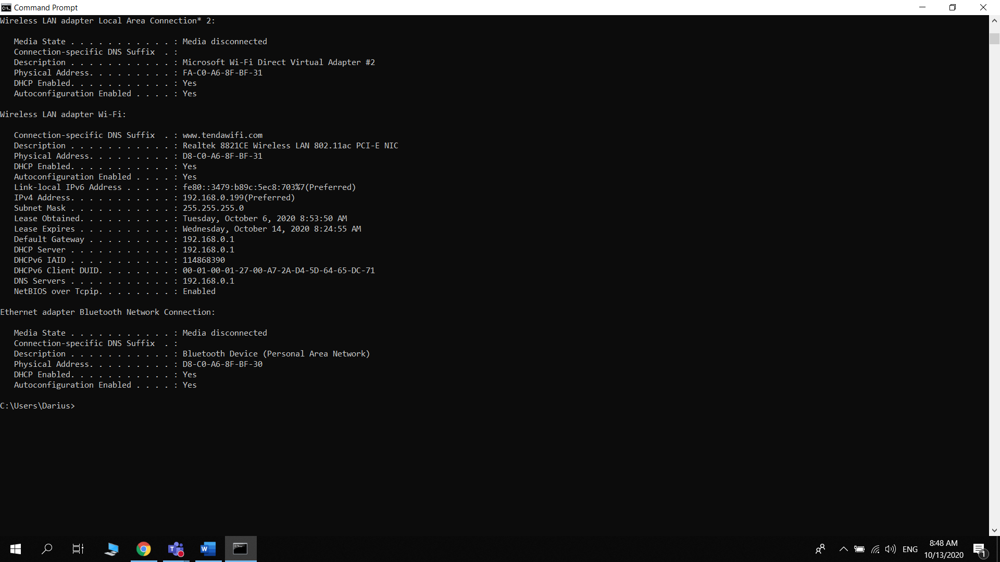 Command Prompt
Wireless LAN adapter Local Area Connection* 2:
Media State . . . . . . . . . . . : Media disconnected
Connection-specific DNS Suffix  . :
Description . . . . . . . . . . . : Microsoft Wi-Fi Direct Virtual Adapter #2
Physical Address. . . . . . . . . : FA-C0-A6-8F-BF-31
DHCP Enabled. . . . . . . . . . . : Yes
Autoconfiguration Enabled . . . . : Yes
Wireless LAN adapter Wi-Fi:
Connection-specific DNS Suffix  . : www.tendawifi.com
Description . . . . . . . . . . . : Realtek 8821CE Wireless LAN 802.11ac PCI-E NIC
Physical Address. . . . . . . . . : D8-C0-A6-8F-BF-31
DHCP Enabled. . . . . . . . . . . : Yes
Autoconfiguration Enabled . . . . : Yes
Link-local IPv6 Address . . . . . : fe80::3479:b89c:5ec8:703%7(Preferred)
IPv4 Address. . . . . . . . . . . : 192.168.0.199(Preferred)
Subnet Mask . . . . . . . . . . . : 255.255.255.0
Lease Obtained. . . . . . . . . . : Tuesday, October 6, 2020 8:53:50 AM
Lease Expires . . . . . . . . . . : Wednesday, October 14, 2020 8:24:55 AM
Default Gateway . . . . . . . . . : 192.168.0.1
DHCP Server . . . . . . . . . . . : 192.168.0.1
DHCPv6 IAID . . . . . . . . . . . : 114868390
DHCPv6 Client DUID. . . . . . . . : 00-01-00-01-27-00-A7-2A-D4-5D-64-65-DC-71
DNS Servers . . . . . . . . . . . : 192.168.0.1
NetBIOS over Tcpip. . . . . . . . : Enabled
Ethernet adapter Bluetooth Network Connection:
Media State . . . . . . . . . . . : Media disconnected
Connection-specific DNS Suffix  . :
Description . . . . . . . . . . . : Bluetooth Device (Personal Area Network)
Physical Address. . . . . . . . . : D8-C0-A6-8F-BF-30
DHCP Enabled. . . . . . . . . . . : Yes
Autoconfiguration Enabled . . . . : Yes
C:\Users\Darius>
ENG
8:48 AM
10/13/2020
1